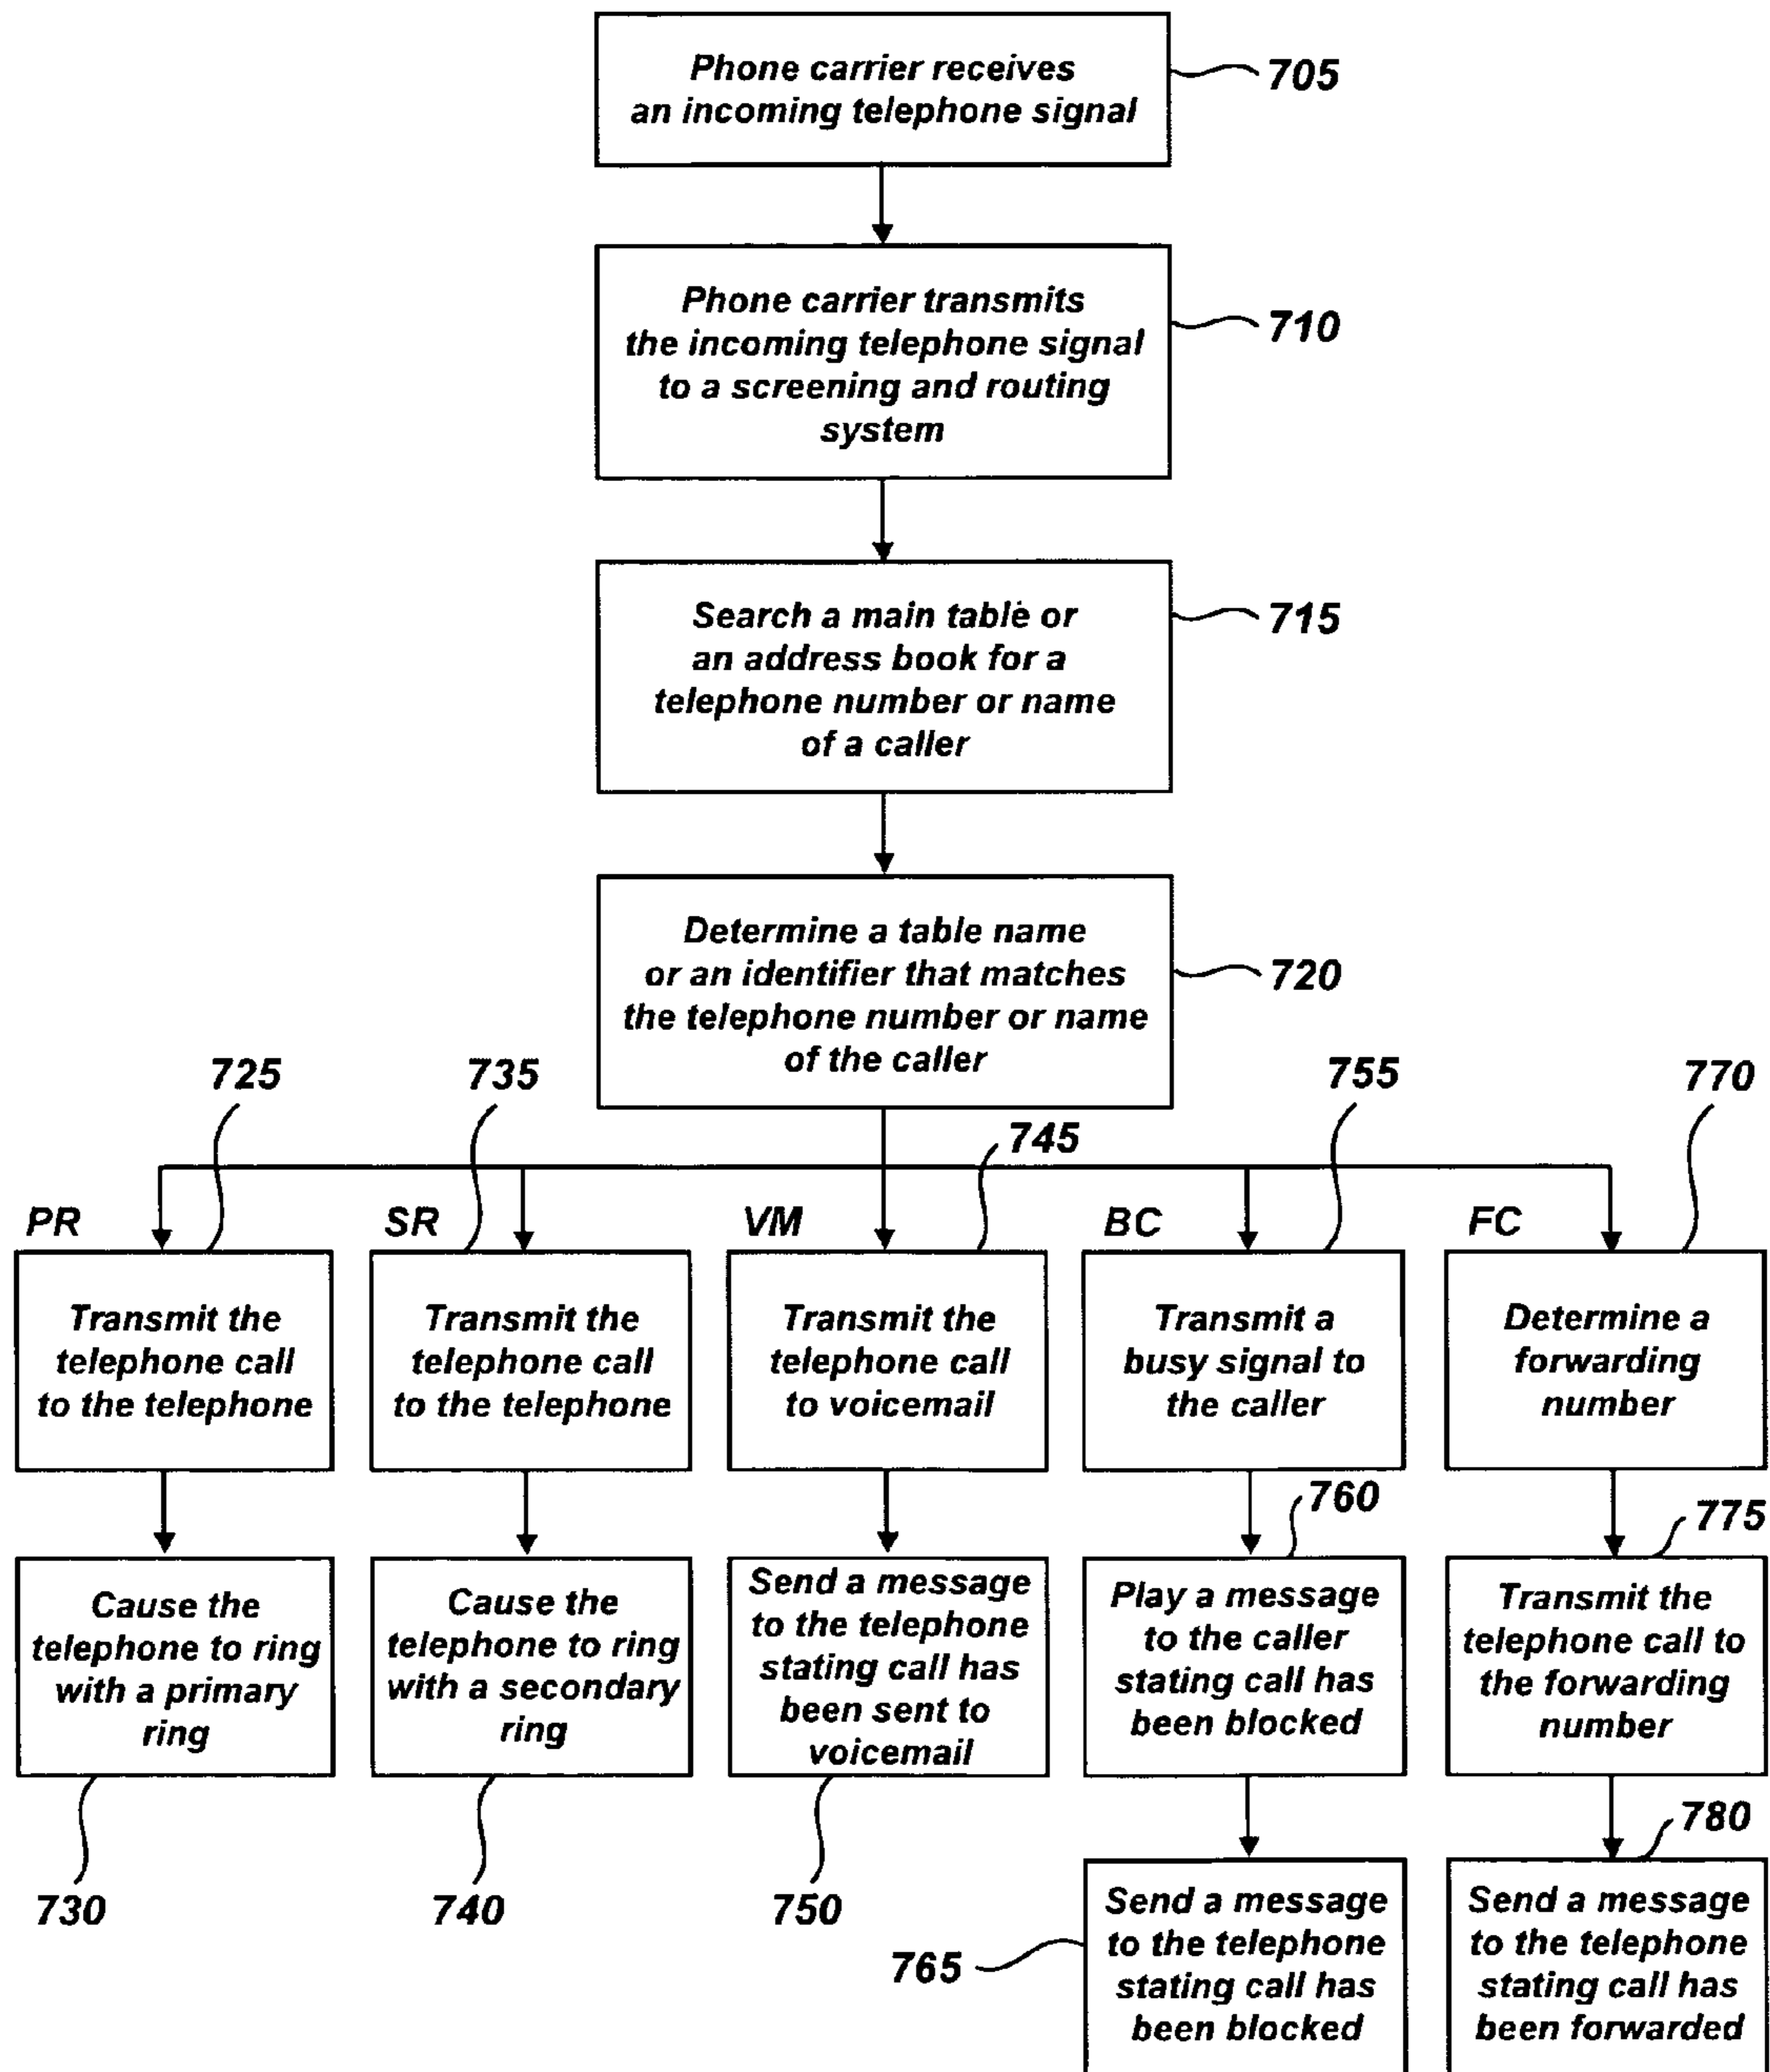 Phone carrier receives
an incoming telephone signal
705
Phone carrier transmits
the incoming telephone signal
to a screening and routing
system
710
Search a main table or
an address book for a
telephone number or name
of a caller
715
Determine a table name
or an identifier that matches
the telephone number or name
of the caller
720
725
735
745
755
770
PR
Transmit the
telephone call
to the telephone
SR
Transmit the
telephone call
to the telephone
VM
Transmit the
telephone call
to voicemail
BC
Transmit a
busy signal to
the caller
FC
Determine a
forwarding
number
760
775
Cause the
telephone to ring
with a primary
ring
Cause the
telephone to ring
with a secondary
ring
Send a message
to the telephone
stating call has
been sent to
voicemail
Play a message
to the caller
stating call has
been blocked
Transmit the
telephone call to
the forwarding
number
730
740
750
780
765
Send a message
to the telephone
stating call has
been blocked
Send a message
to the telephone
stating call has
been forwarded